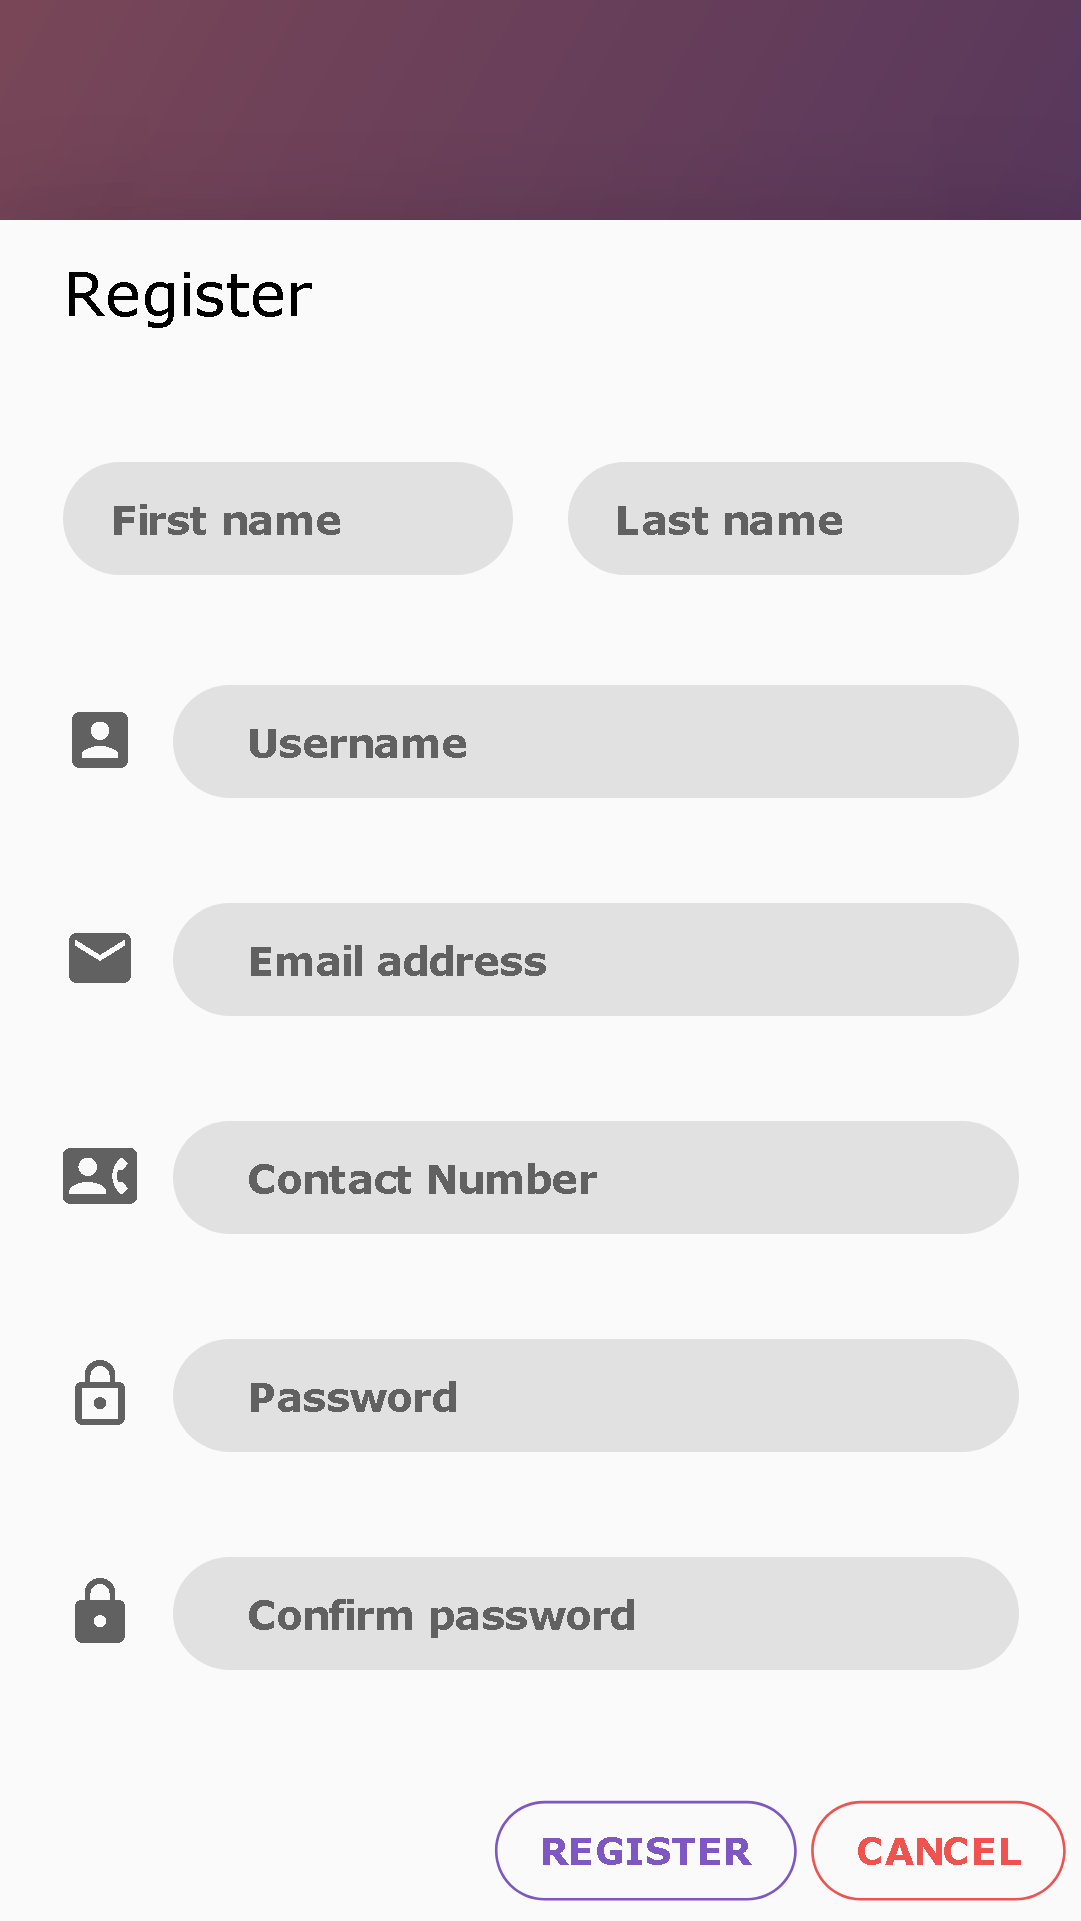 Register
First name Last name
Username
Email address
Contact Number
Password
Confirm password
REGISTER CANCEL